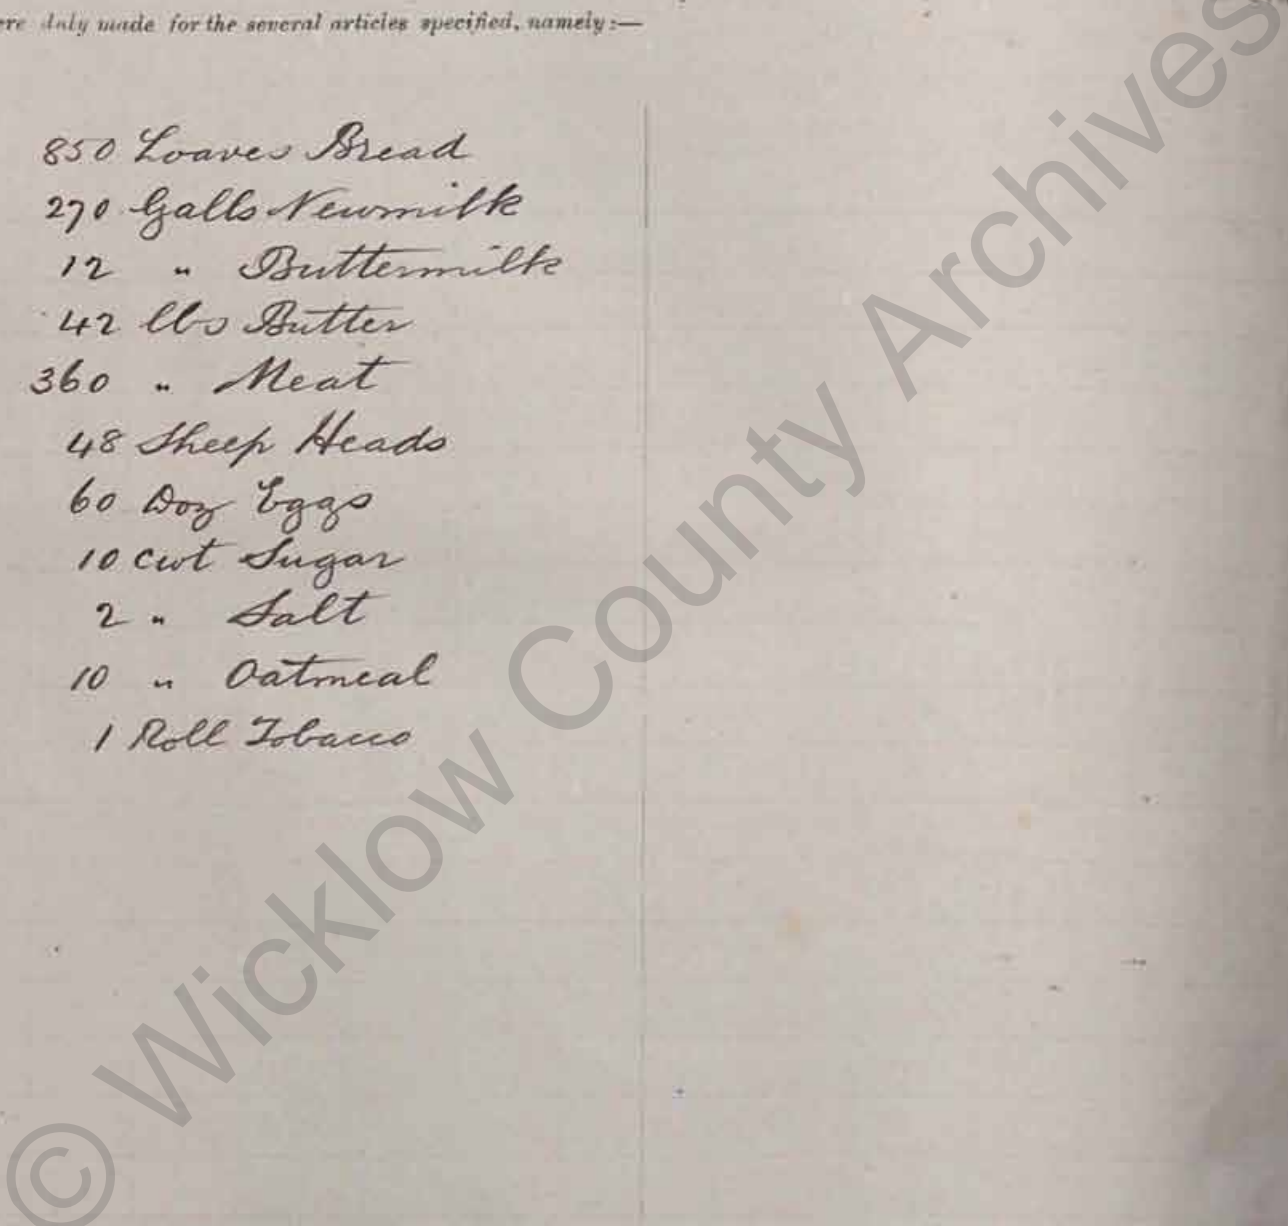 ere duly made for the several articles specified, namely:—
850 Loaves Bread
270 Galls Newmilk
12 " Buttermilk
42 lbs Butter
360 " Meat
48 Sheep Heads
60 Doz Eggs
10 cwt Sugar
2 " Salt
10 " Oatmeal
1 Roll Tobacco
© Wicklow County Archives